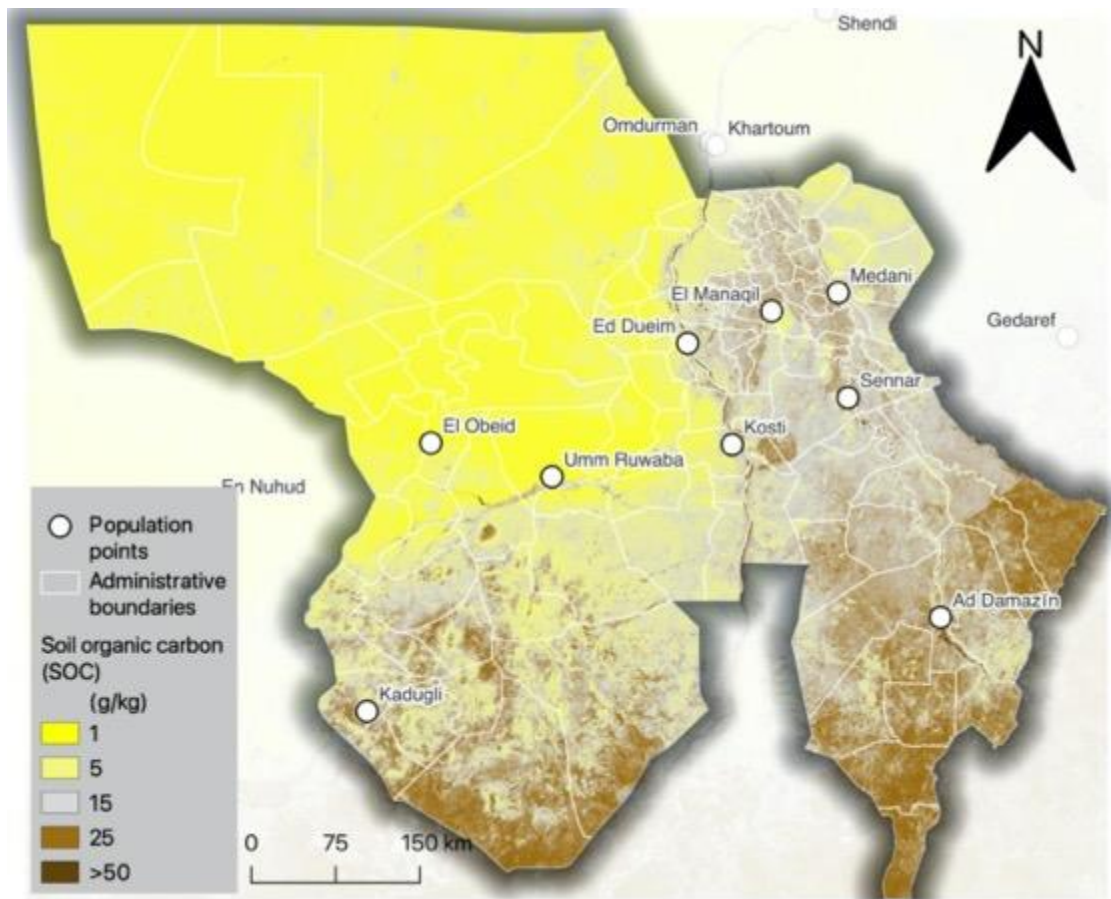 Shendi
N
Omdurman
Khartoum
Medani
El Manaqil
Gedaref
Ed Dueim
Sennar
El Obeid
Kosti
Umm Ruwaba
En Nuhud
Ad Damazin
Kadugli
Population
points
Administrative
boundaries
Soil organic carbon
(SOC)
(g/kg)
1
5
15
25
>50
0 75 150 km